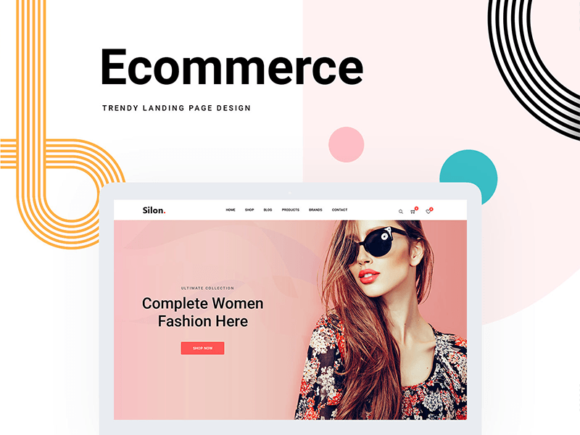 Ecommerce
TRENDY LANDING PAGE DESIGN
Silon.
HOME SHOP BLOG PRODUCTS BRANDS CONTACT
ULTIMATE COLLECTION
Complete Women
Fashion Here
SHOP NOW